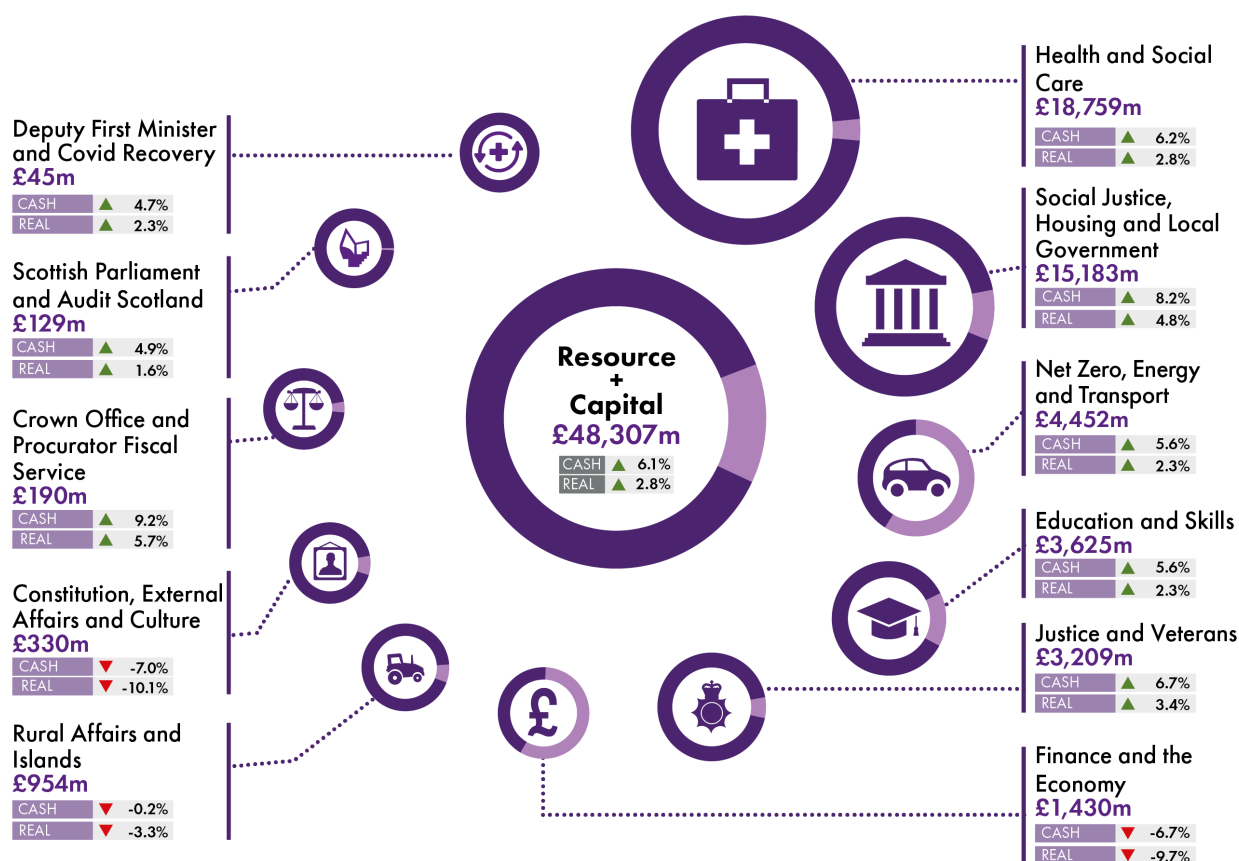 Deputy First Minister
and Covid Recovery
£45m
CASH ▲ 4.7%
REAL ▲ 2.3%
Scottish Parliament
and Audit Scotland
£129m
CASH ▲ 4.9%
REAL ▲ 1.6%
Crown Office and
Procurator Fiscal
Service
£190m
CASH ▲ 9.2%
REAL ▲ 5.7%
Constitution, External
Affairs and Culture
£330m
CASH ▼ -7.0%
REAL ▼ -10.1%
Rural Affairs and
Islands
£954m
CASH ▼ -0.2%
REAL ▼ -3.3%
Resource
+
Capital
£48,307m
CASH ▲ 6.1%
REAL ▲ 2.8%
£
Health and Social
Care
£18,759m
CASH ▲ 6.2%
REAL ▲ 2.8%
Social Justice,
Housing and Local
Government
£15,183m
CASH ▲ 8.2%
REAL ▲ 4.8%
Net Zero, Energy
and Transport
£4,452m
CASH ▲ 5.6%
REAL ▲ 2.3%
Education and Skills
£3,625m
CASH ▲ 5.6%
REAL ▲ 2.3%
Justice and Veterans
£3,209m
CASH ▲ 6.7%
REAL ▲ 3.4%
Finance and the
Economy
£1,430m
CASH ▼ -6.7%
REAL ▼ -9.7%